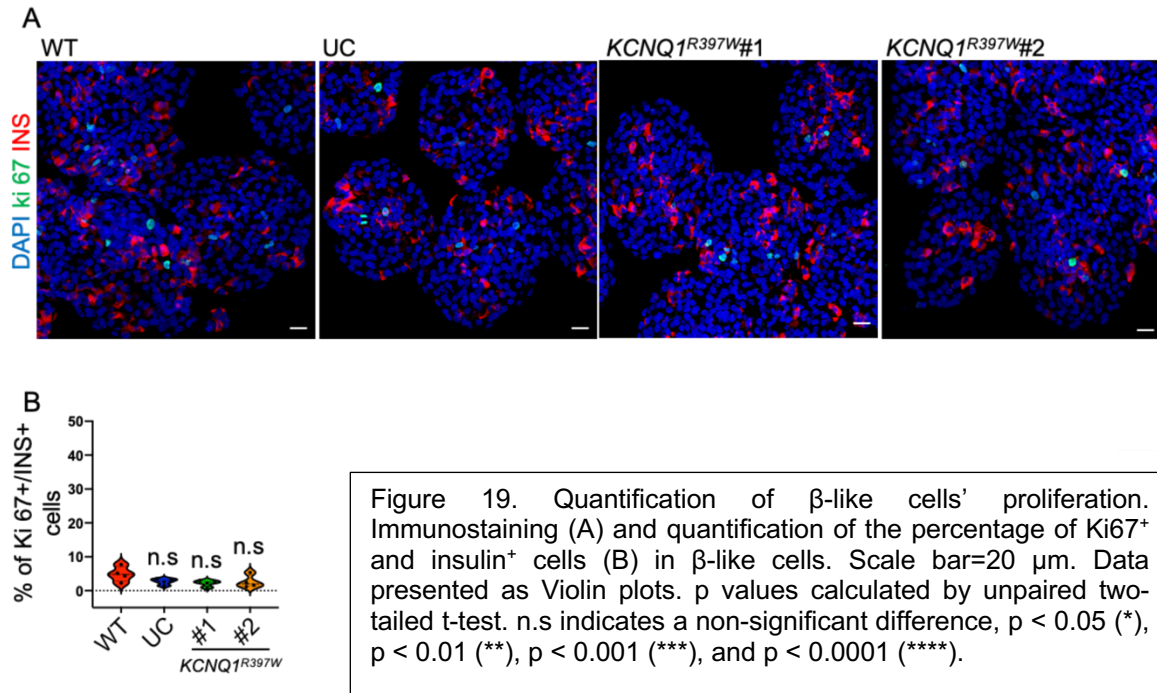 A
WT UC KCNQ1ᴿ³⁹⁷ᵂ#1 KCNQ1ᴿ³⁹⁷ᵂ#2
DAPI ki 67 INS
B
% of Ki 67+/INS+
cells
50
40
30
20
10
0
n.s n.s n.s
WT UC #1 #2
KCNQ1ᴿ³⁹⁷ᵂ
Figure 19. Quantification of β-like cells’ proliferation.
Immunostaining (A) and quantification of the percentage of Ki67⁺
and insulin⁺ cells (B) in β-like cells. Scale bar=20 µm. Data
presented as Violin plots. p values calculated by unpaired two-
tailed t-test. n.s indicates a non-significant difference, p < 0.05 (*),
p < 0.01 (**), p < 0.001 (***), and p < 0.0001 (****).